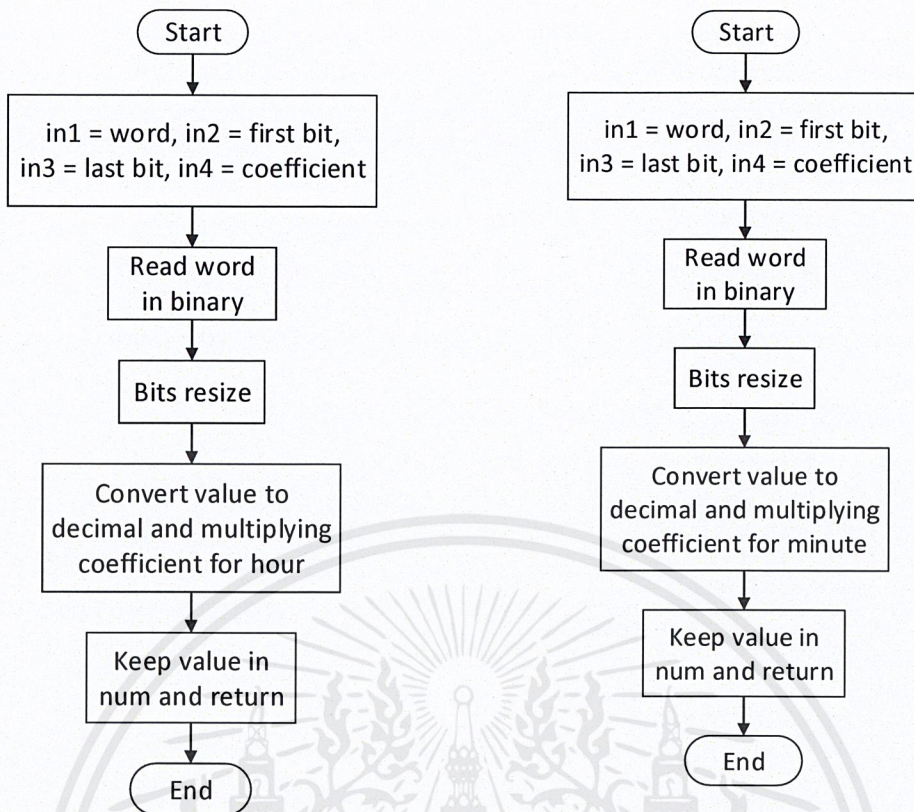 Start
in1 = word, in2 = first bit,
in3 = last bit, in4 = coefficient
Read word
in binary
Bits resize
Convert value to
decimal and multiplying
coefficient for hour
Keep value in
num and return
End
Start
in1 = word, in2 = first bit,
in3 = last bit, in4 = coefficient
Read word
in binary
Bits resize
Convert value to
decimal and multiplying
coefficient for minute
Keep value in
num and return
End